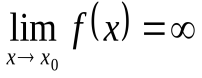 lim f(x) = ∞
x→ x₀